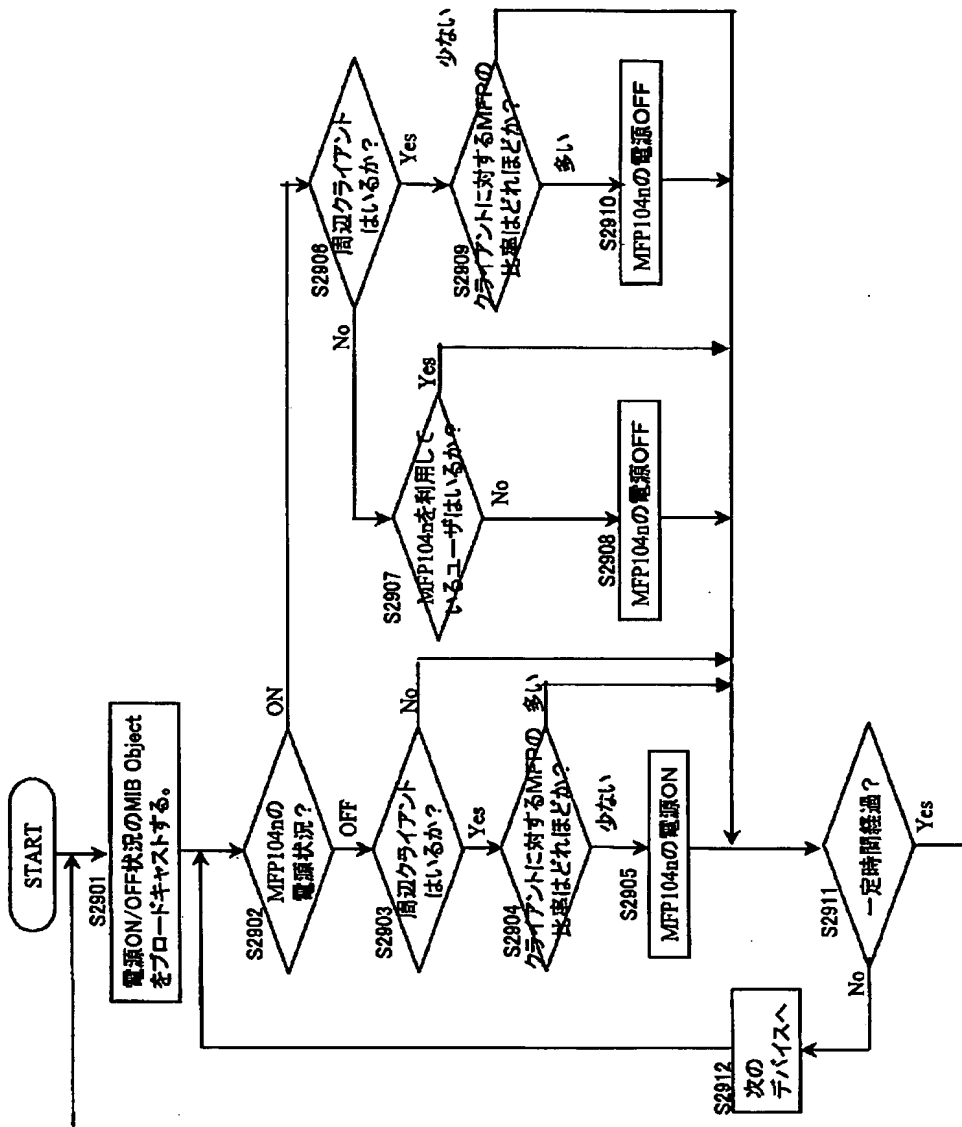 START
S2901
電源ON/OFF状況のMIB Object
をブロードキャストする。
S2902
MFP104nの
電源状況？
ON
OFF
S2903
周辺クライアント
はいるか？
No
Yes
S2904
クライアントに対するMFPの
比率はどれほどか？
多い
少ない
S2905
MFP104nの電源ON
S2906
周辺クライアント
はいるか？
No
Yes
S2907
MFP104nを利用して
いるユーザはいるか？
Yes
No
S2908
MFP104nの電源OFF
S2909
クライアントに対するMFPの
比率はどれほどか？
少ない
多い
S2910
MFP104nの電源OFF
S2911
一定時間経過？
No
Yes
S2912
次の
デバイスへ